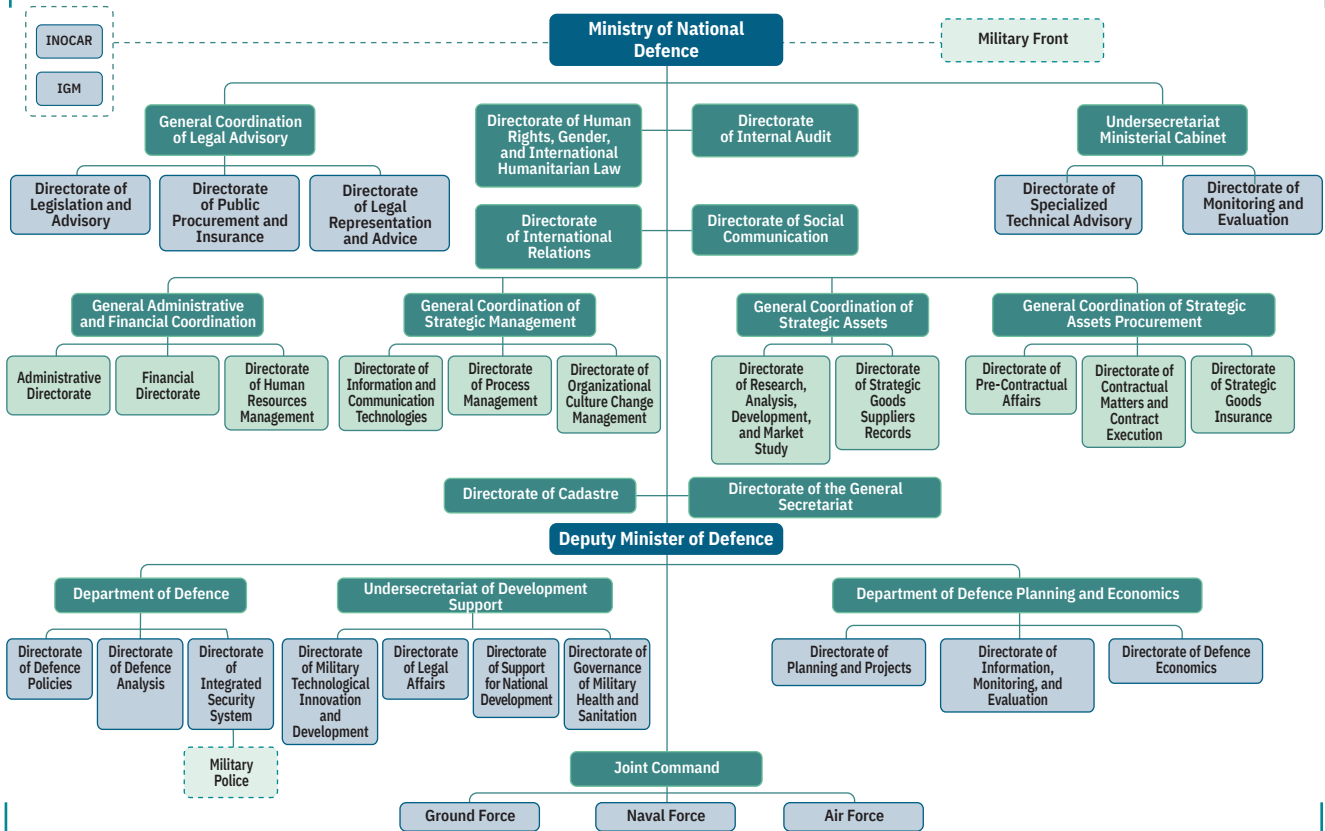 INOCAR
IGM
Ministry of National
Defence
Military Front
General Coordination
of Legal Advisory
Directorate of Human
Rights, Gender,
and International
Humanitarian Law
Directorate
of Internal Audit
Undersecretariat
Ministerial Cabinet
Directorate of
Legislation and
Advisory
Directorate
of Public
Procurement and
Insurance
Directorate
of Legal
Representation
and Advice
Directorate of
Specialized
Technical Advisory
Directorate of
Monitoring and
Evaluation
Directorate
of International
Relations
Directorate of Social
Communication
General Administrative
and Financial Coordination
General Coordination of
Strategic Management
General Coordination of
Strategic Assets
General Coordination of Strategic
Assets Procurement
Administrative
Directorate
Financial
Directorate
Directorate
of Human
Resources
Management
Directorate of
Information and
Communication
Technologies
Directorate
of Process
Management
Directorate of
Organizational
Culture Change
Management
Directorate
of Research,
Analysis,
Development,
and Market
Study
Directorate
of Strategic
Goods
Suppliers
Records
Directorate of
Pre-Contractual
Affairs
Directorate of
Contractual
Matters and
Contract
Execution
Directorate
of Strategic
Goods
Insurance
Directorate of Cadastre
Directorate of the General
Secretariat
Deputy Minister of Defence
Department of Defence
Undersecretariat of Development
Support
Department of Defence Planning and Economics
Directorate
of Defence
Policies
Directorate
of Defence
Analysis
Directorate
of
Integrated
Security
System
Directorate
of Military
Technological
Innovation
and
Development
Directorate
of Legal
Affairs
Directorate
of Support
for National
Development
Directorate of
Governance
of Military
Health and
Sanitation
Directorate of
Planning and Projects
Directorate of
Information,
Monitoring, and
Evaluation
Directorate of Defence
Economics
Military
Police
Joint Command
Ground Force
Naval Force
Air Force